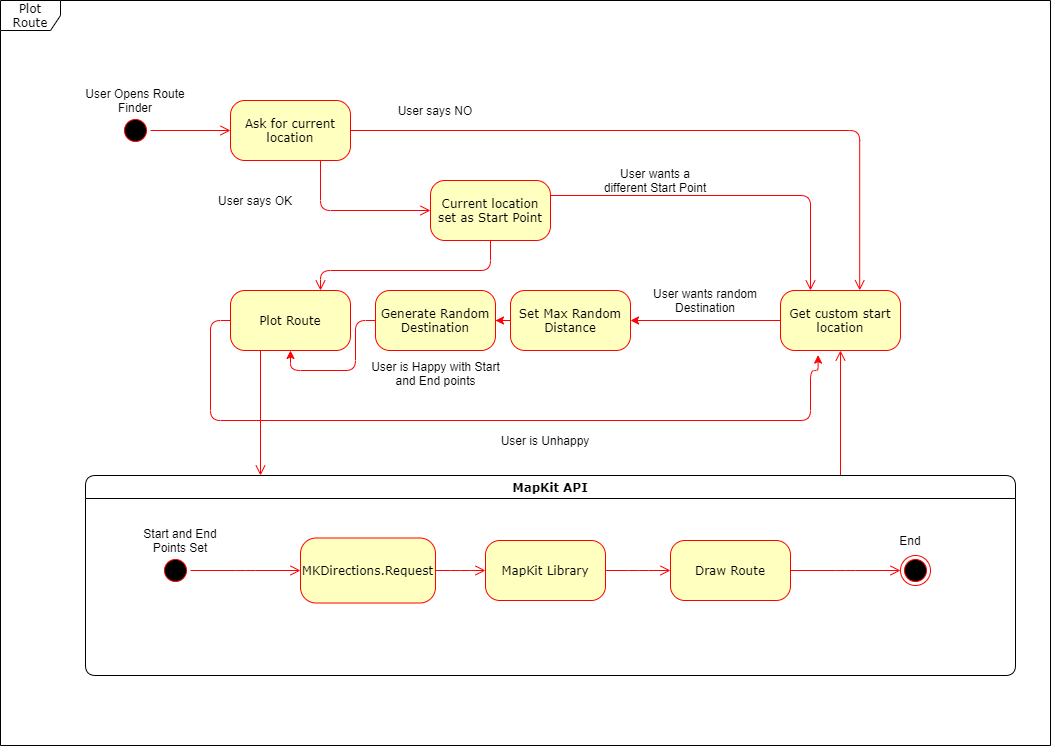 Plot
Route
User Opens Route
Finder
Ask for current
location
User says NO
User says OK
Current location
set as Start Point
User wants a
different Start Point
Plot Route
Generate Random
Destination
Set Max Random
Distance
User wants random
Destination
Get custom start
location
User is Happy with Start
and End points
User is Unhappy
MapKit API
Start and End
Points Set
MKDirections.Request
MapKit Library
Draw Route
End